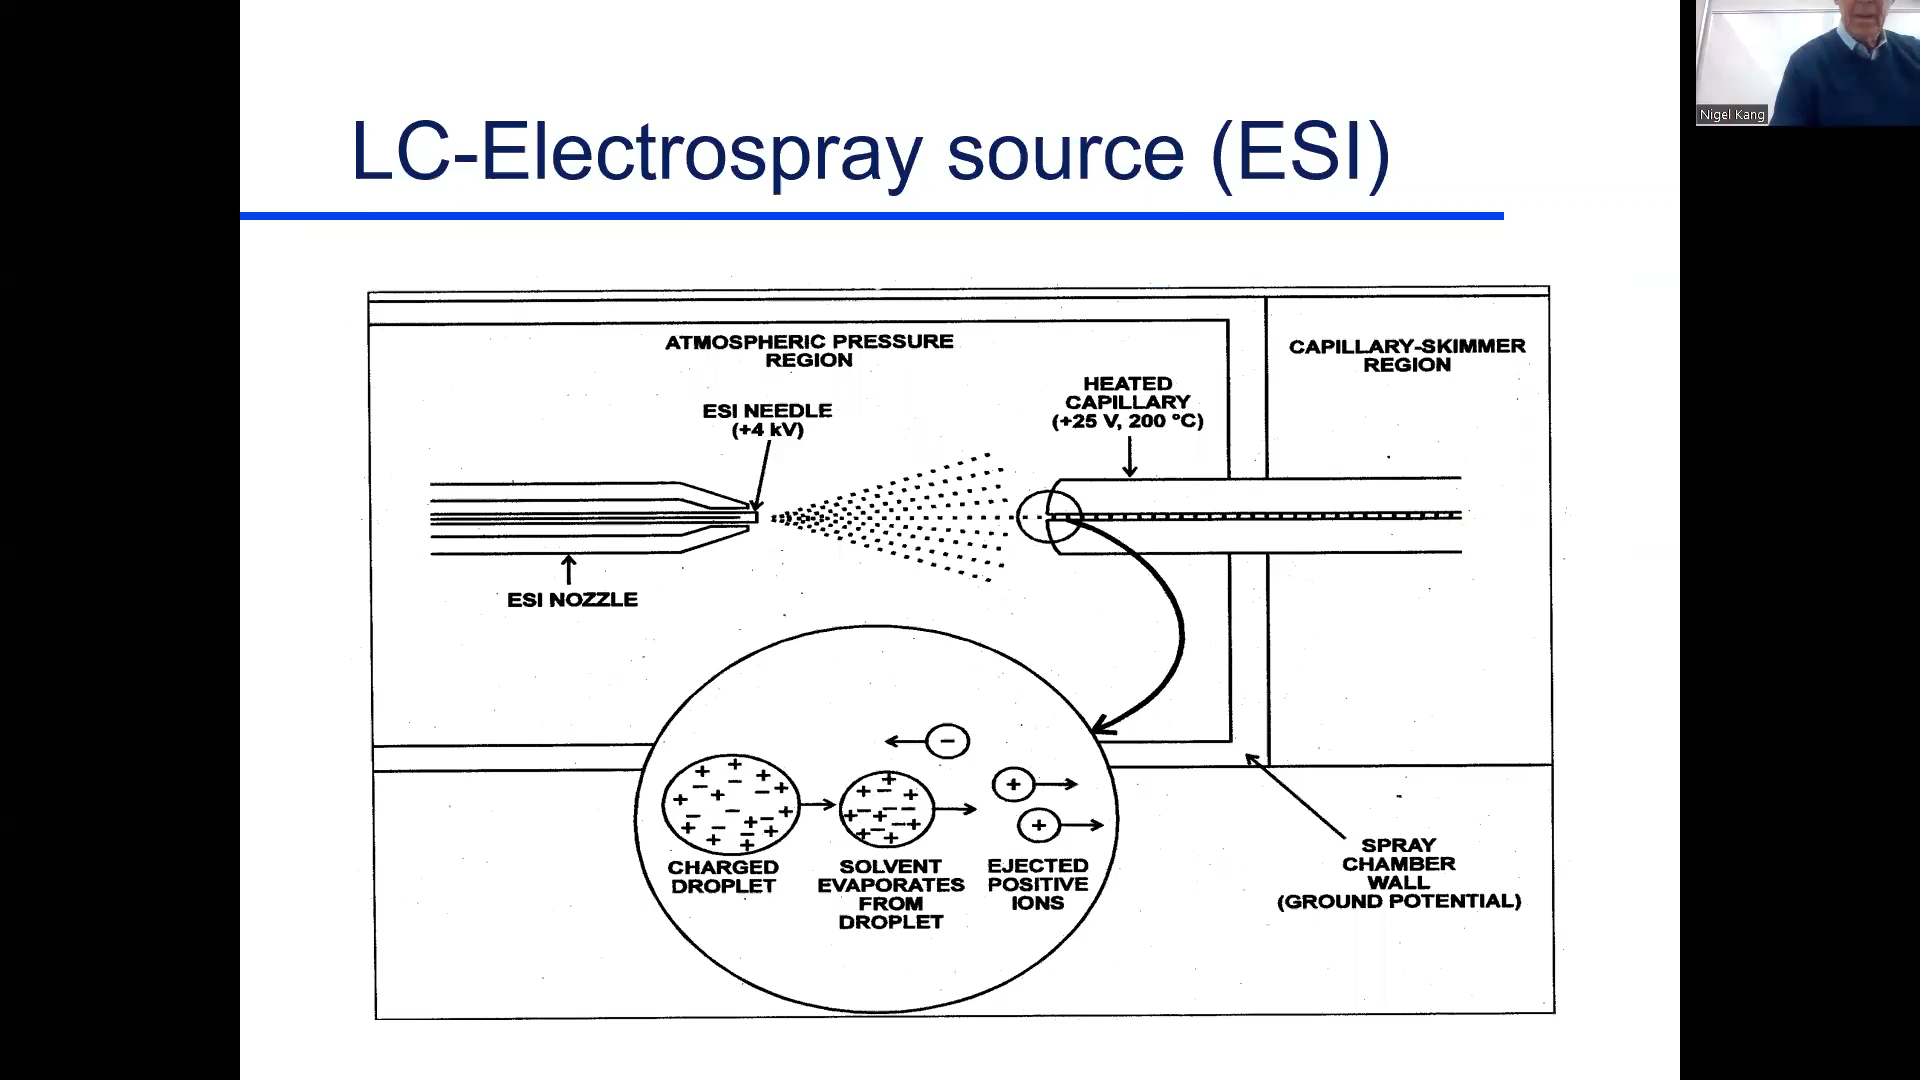 LC-Electrospray source (ESI)
Nigel Kang
ATMOSPHERIC PRESSURE
REGION
CAPILLARY-SKIMMER
REGION
ESI NEEDLE
(+4 kV)
HEATED
CAPILLARY
(+25 V, 200 °C)
ESI NOZZLE
CHARGED
DROPLET
SOLVENT
EVAPORATES
FROM
DROPLET
EJECTED
POSITIVE
IONS
SPRAY
CHAMBER
WALL
(GROUND POTENTIAL)